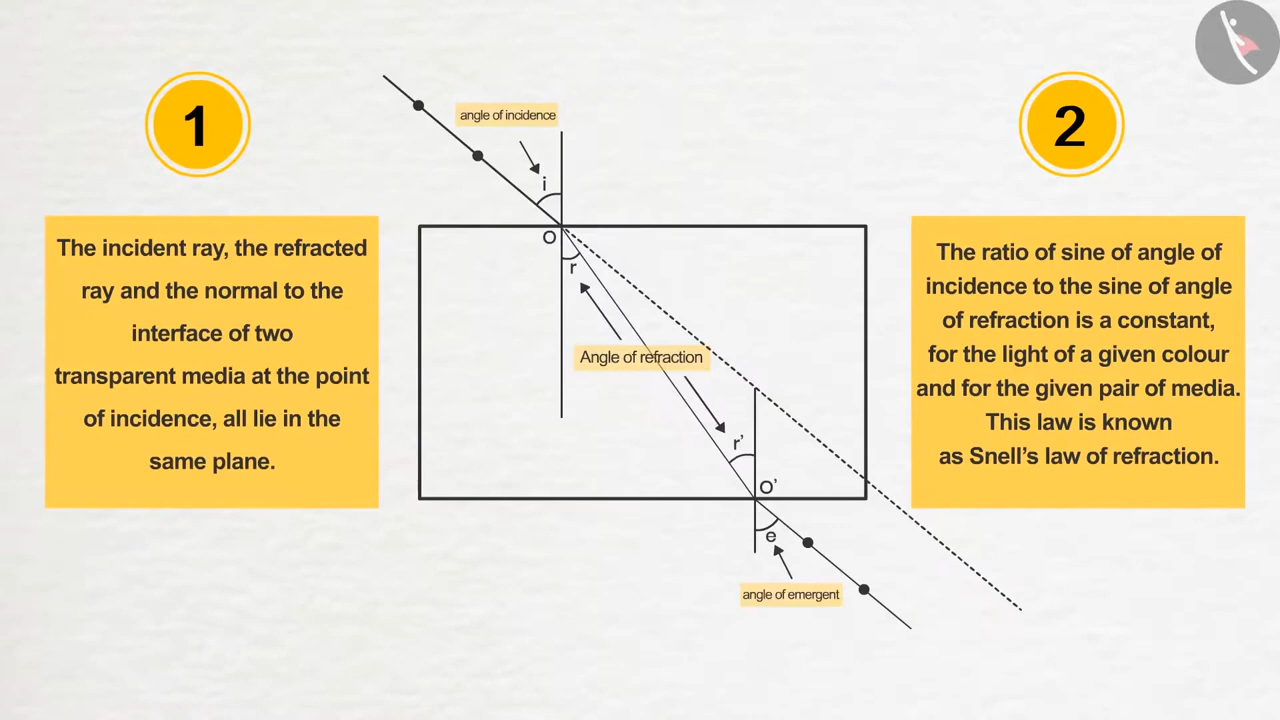 1
The incident ray, the refracted
ray and the normal to the
interface of two
transparent media at the point
of incidence, all lie in the
same plane.
angle of incidence
i
O
r
Angle of refraction
r'
O'
e
angle of emergent
2
The ratio of sine of angle of
incidence to the sine of angle
of refraction is a constant,
for the light of a given colour
and for the given pair of media.
This law is known
as Snell’s law of refraction.